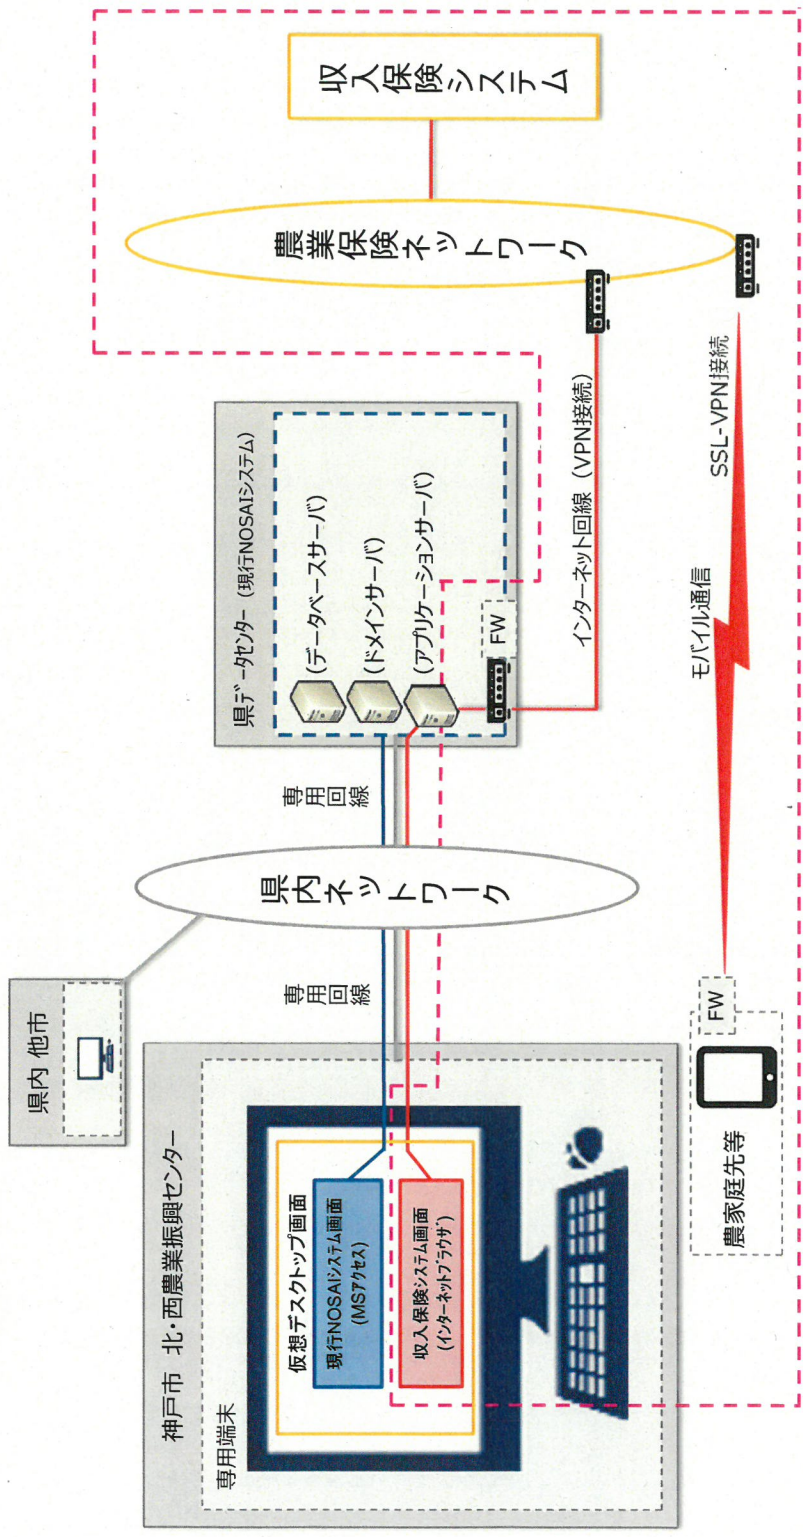 神戸市 北・西農業振興センター
専用端末
仮想デスクトップ画面
現行NOSAIシステム画面
(MSアクセス)
収入保険システム画面
(インターネットブラウザ)
県内 他市
農家庭先等
FW
専用回線
県内ネットワーク
専用回線
県データセンター (現行NOSAIシステム)
(データベースサーバ)
(ドメインサーバ)
(アプリケーションサーバ)
FW
インターネット回線 (VPN接続)
モバイル通信
SSL-VPN接続
農業保険ネットワーク
収入保険システム